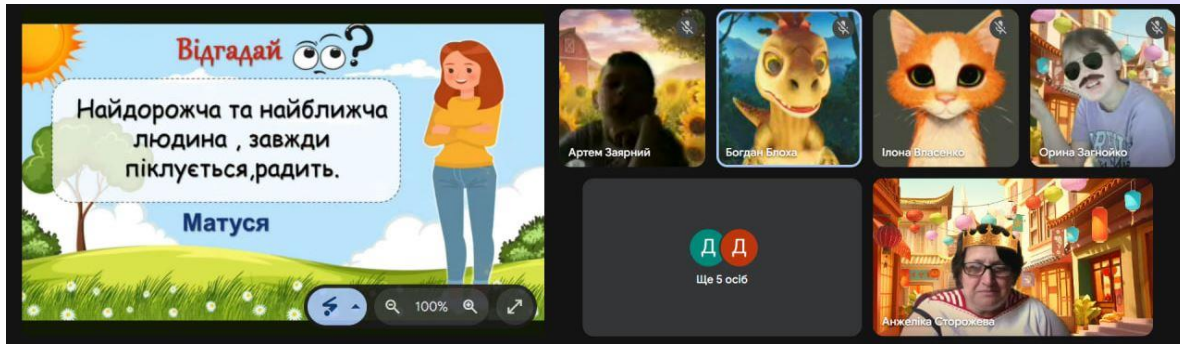 Відгадай
?
Найдорожча та найближча
людина , завжди
піклується,радить.
Матуся
100%
Артем Заярний
Богдан Блоха
Ілона Власенко
Орина Загнойко
Д Д
Ще 5 осіб
Анжеліка Сторожева